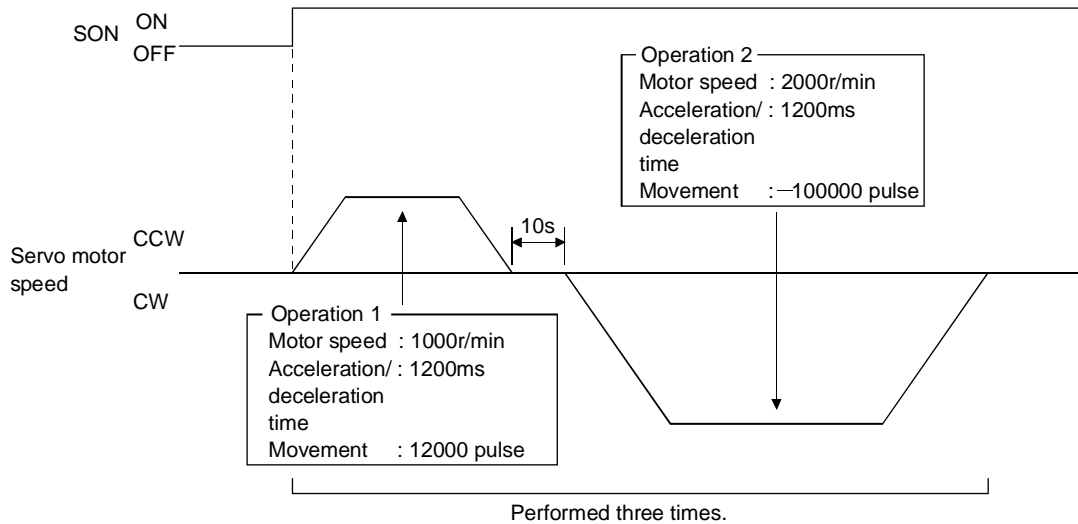 SON ON
OFF
Operation 2
Motor speed : 2000r/min
Acceleration/ : 1200ms
deceleration
time
Movement : —100000 pulse
10s
Servo motor
speed
CCW
CW
Operation 1
Motor speed : 1000r/min
Acceleration/ : 1200ms
deceleration
time
Movement : 12000 pulse
Performed three times.